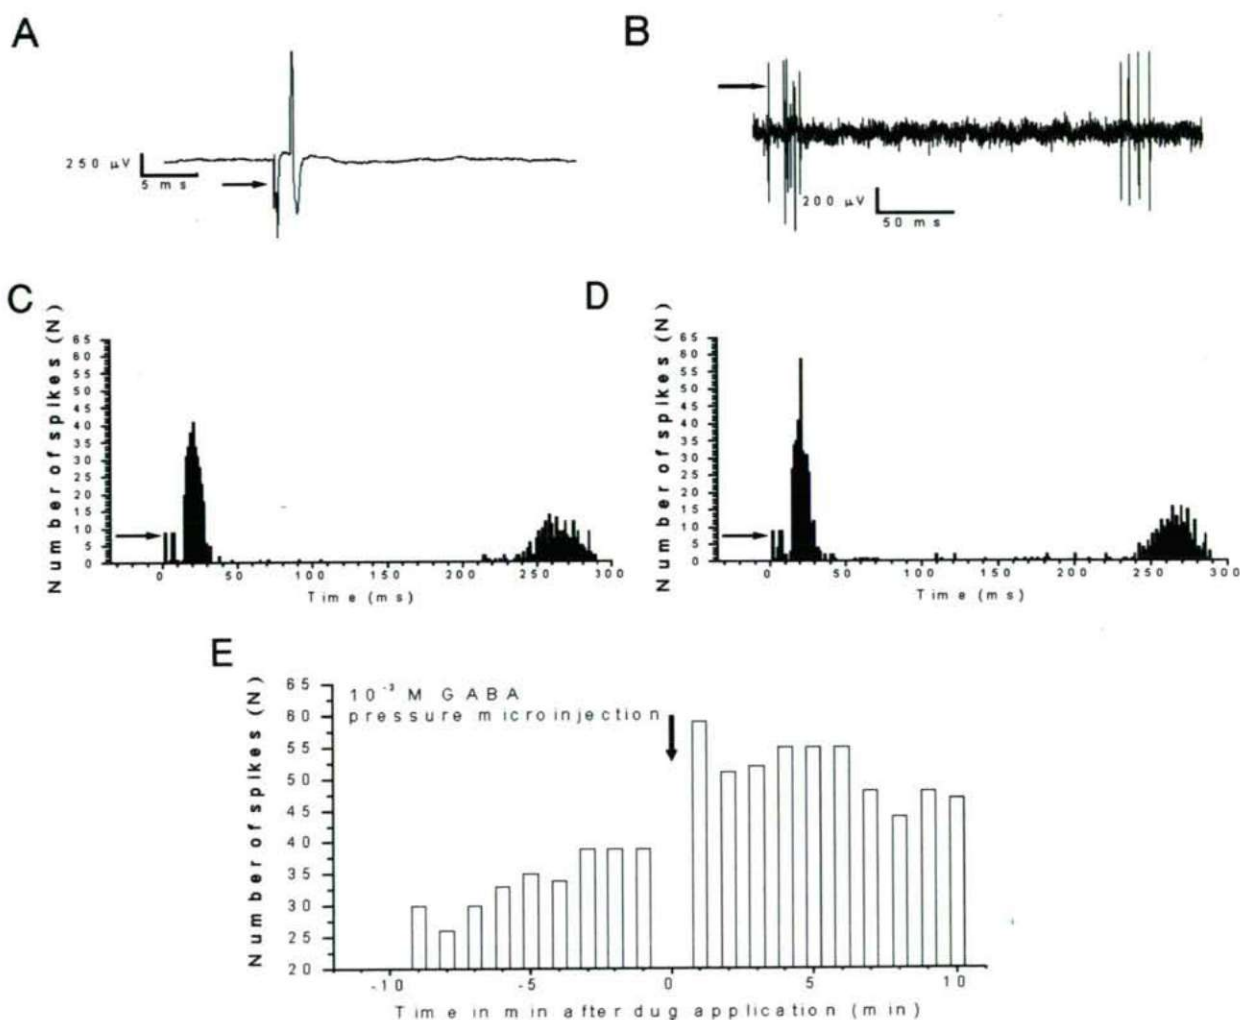 A
250 μV
5 ms
B
200 μV
50 ms
C
Number of spikes (N)
65
60
55
50
45
40
35
30
25
20
15
10
5
0
0 50 100 150 200 250 300
Time (ms)
D
Number of spikes (N)
65
60
55
50
45
40
35
30
25
20
15
10
5
0
0 50 100 150 200 250 300
Time (ms)
E
Number of spikes (N)
65
60
55
50
45
40
35
30
25
20
10⁻³ M GABA
pressure microinjection
-10 -5 0 5 10
Time in min after dug application (min)